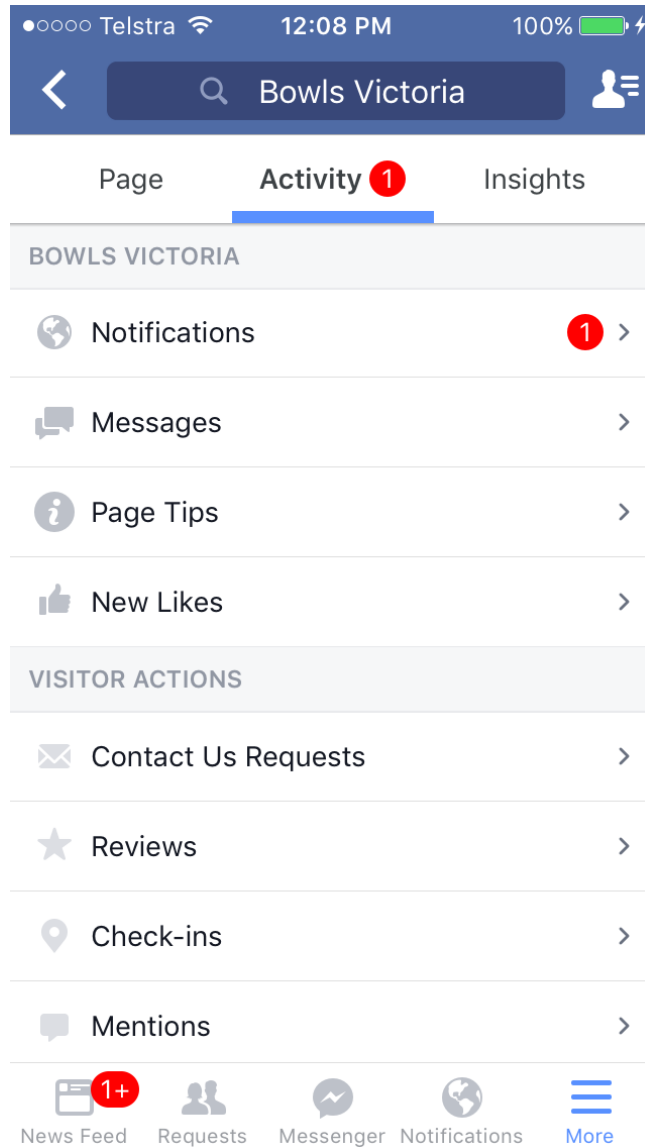 Telstra 12:08 PM 100%
Bowls Victoria
Page Activity 1 Insights
BOWLS VICTORIA
Notifications 1
Messages
Page Tips
New Likes
VISITOR ACTIONS
Contact Us Requests
Reviews
Check-ins
Mentions
1+
News Feed Requests Messenger Notifications More